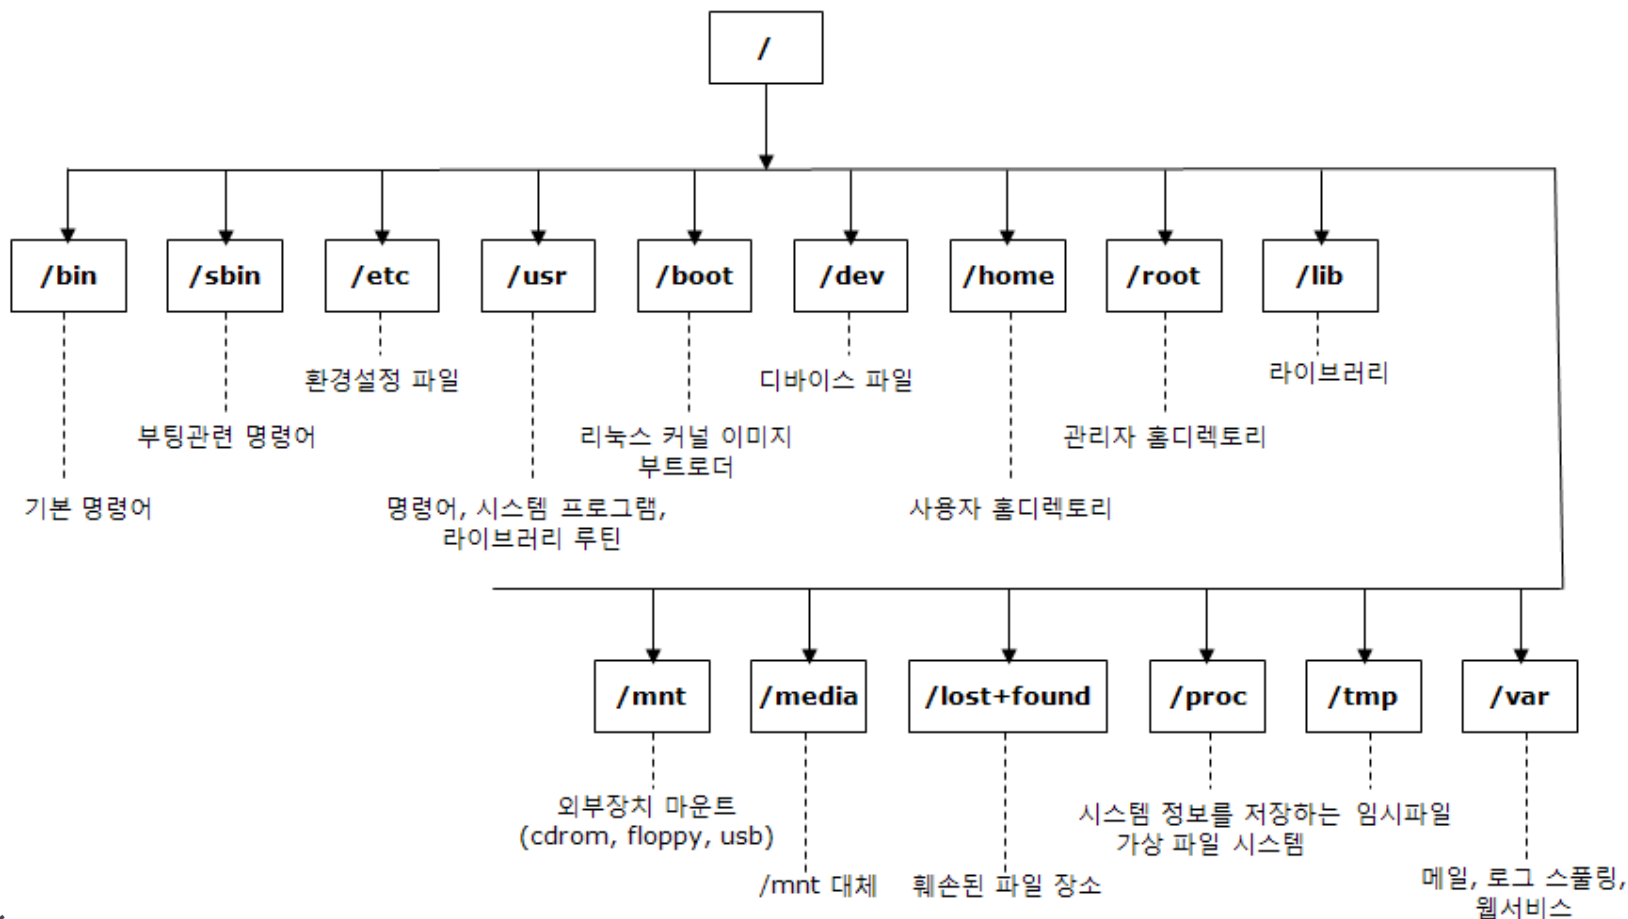 /
/bin
/sbin
/etc
/usr
/boot
/dev
/home
/root
/lib
환경설정 파일
디바이스 파일
라이브러리
부팅관련 명령어
리눅스 커널 이미지
부트로더
관리자 홈디렉토리
기본 명령어
명령어, 시스템 프로그램,
라이브러리 루틴
사용자 홈디렉토리
/mnt
/media
/lost+found
/proc
/tmp
/var
외부장치 마운트
(cdrom, floppy, usb)
시스템 정보를 저장하는
가상 파일 시스템
임시파일
/mnt 대체
훼손된 파일 장소
메일, 로그 스풀링,
웹서비스